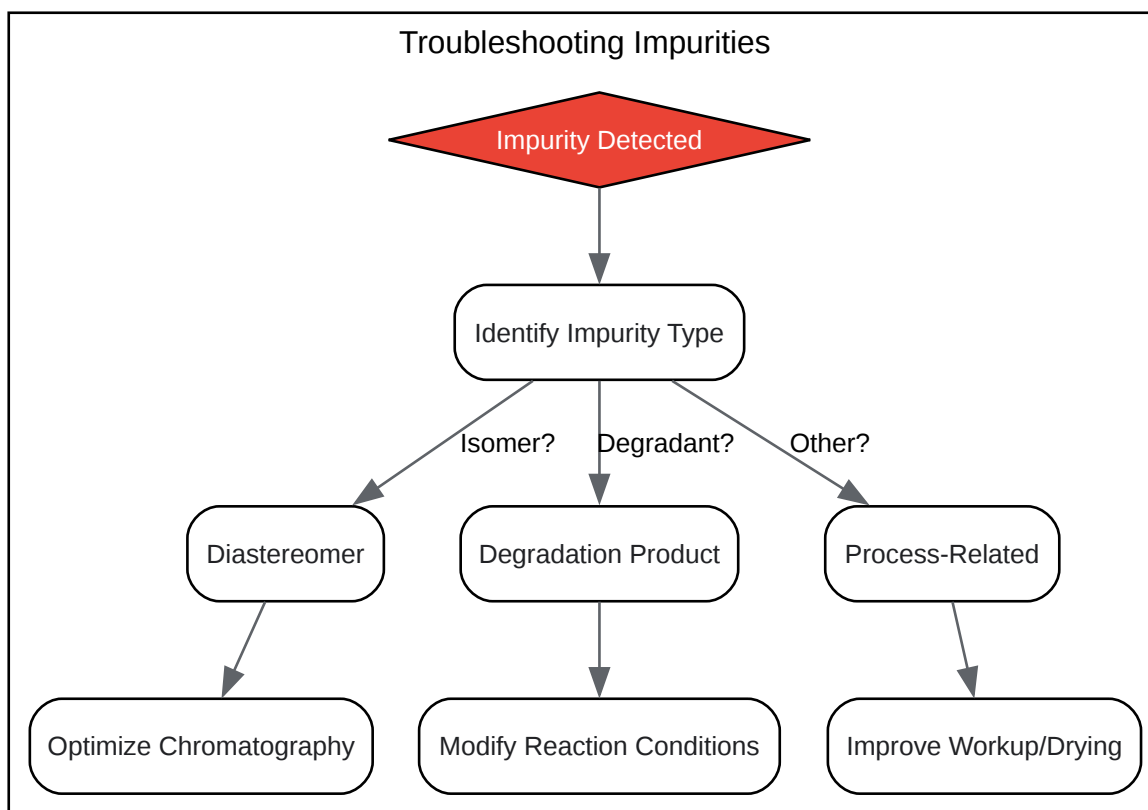 Troubleshooting Impurities
Impurity Detected
Identify Impurity Type
Isomer?
Degradant?
Other?
Diastereomer
Degradation Product
Process-Related
Optimize Chromatography
Modify Reaction Conditions
Improve Workup/Drying